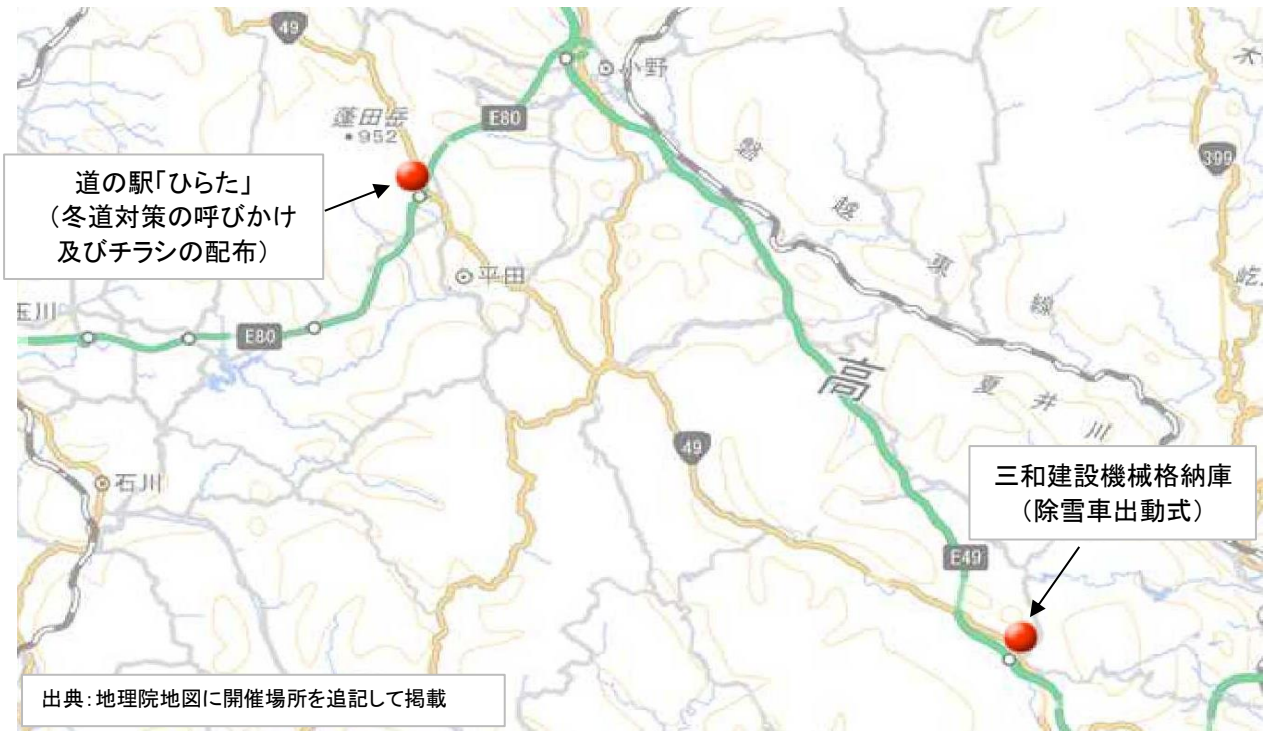 49
小野
蓬田岳
・952
E80
399
道の駅「ひらた」
（冬道対策の呼びかけ
及びチラシの配布）
磐越東線
平田
玉川
E80
高
夏井川
49
石川
三和建設機械格納庫
（除雪車出動式）
E49
出典：地理院地図に開催場所を追記して掲載